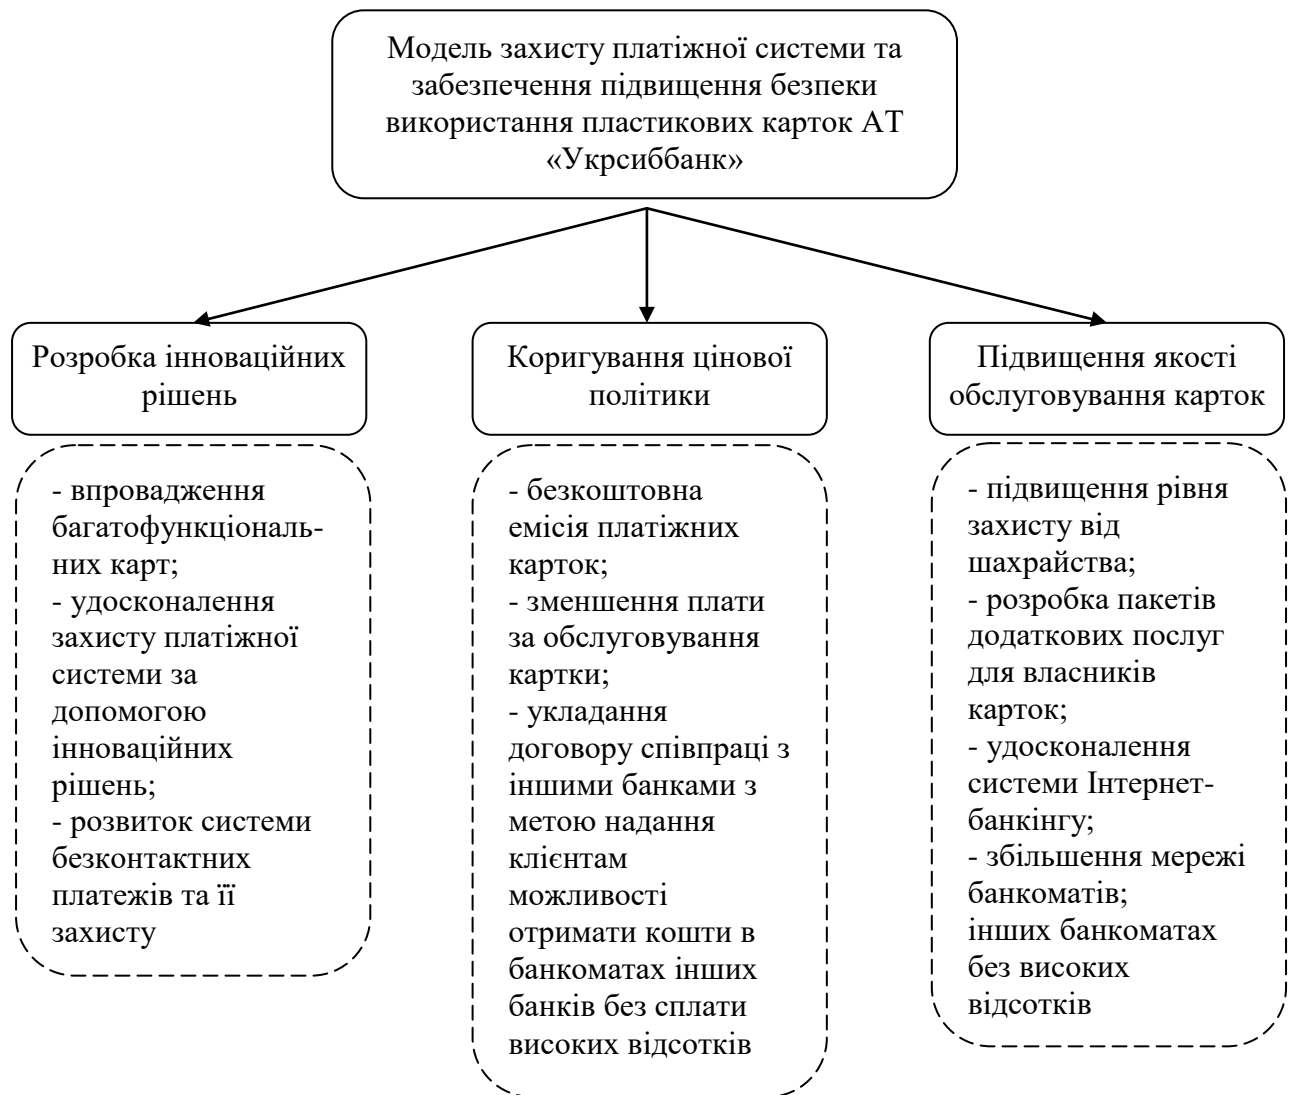 Модель захисту платіжної системи та
забезпечення підвищення безпеки
використання пластикових карток АТ
«Укрсиббанк»
Розробка інноваційних
рішень
- впровадження
багатофункціональ-
них карт;
- удосконалення
захисту платіжної
системи за
допомогою
інноваційних
рішень;
- розвиток системи
безконтактних
платежів та її
захисту
Коригування цінової
політики
- безкоштовна
емісія платіжних
карток;
- зменшення плати
за обслуговування
картки;
- укладання
договору співпраці з
іншими банками з
метою надання
клієнтам
можливості
отримати кошти в
банкоматах інших
банків без сплати
високих відсотків
Підвищення якості
обслуговування карток
- підвищення рівня
захисту від
шахрайства;
- розробка пакетів
додаткових послуг
для власників
карток;
- удосконалення
системи Інтернет-
банкінгу;
- збільшення мережі
банкоматів;
інших банкоматах
без високих
відсотків